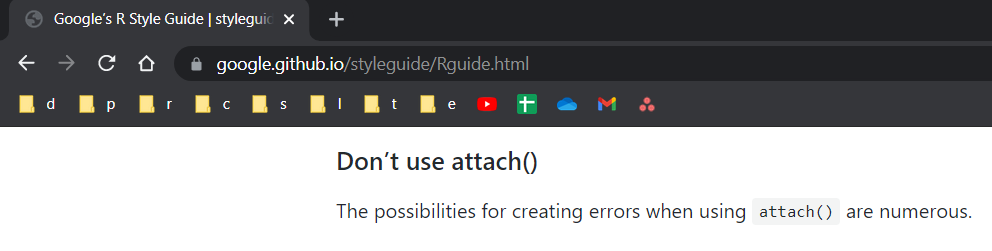 Google's R Style Guide | styleguid
google.github.io/styleguide/Rguide.html
d p r c s l t e
Don’t use attach()
The possibilities for creating errors when using attach() are numerous.